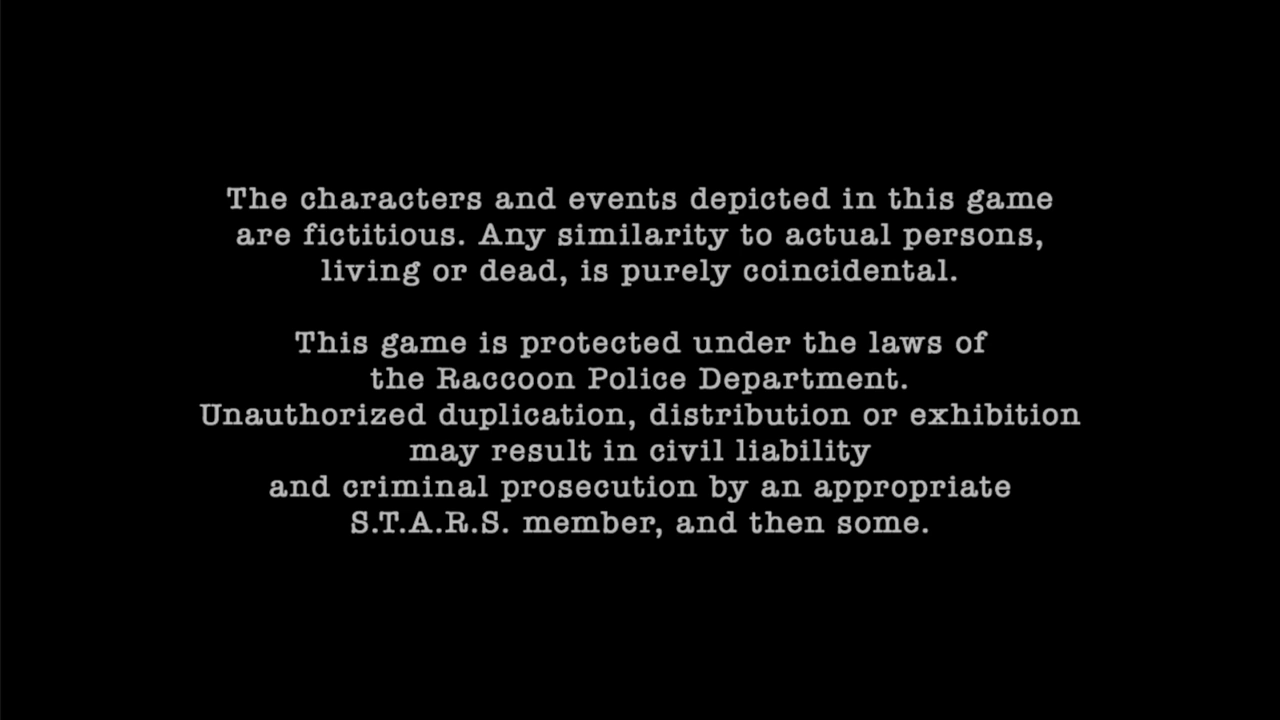 The characters and events depicted in this game
are fictitious. Any similarity to actual persons,
living or dead, is purely coincidental.
This game is protected under the laws of
the Raccoon Police Department.
Unauthorized duplication, distribution or exhibition
may result in civil liability
and criminal prosecution by an appropriate
S.T.A.R.S. member, and then some.